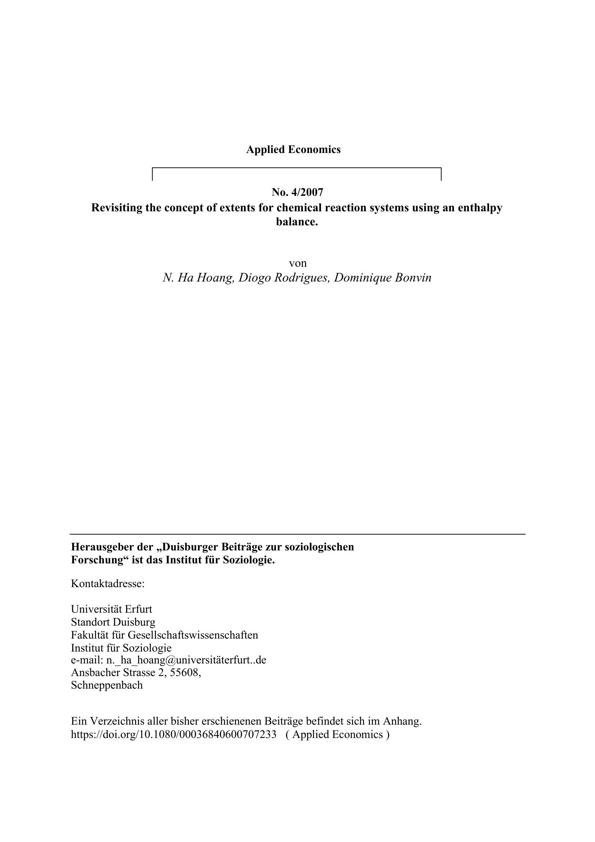 Applied Economics
No. 4/2007
Revisiting the concept of extents for chemical reaction systems using an enthalpy
balance.
von
N. Ha Hoang, Diogo Rodrigues, Dominique Bonvin
Herausgeber der „Duisburger Beiträge zur soziologischen
Forschung“ ist das Institut für Soziologie.
Kontaktadresse:
Universität Erfurt
Standort Duisburg
Fakultät für Gesellschaftswissenschaften
Institut für Soziologie
e-mail: n._ha_hoang@universitäterfurt..de
Ansbacher Strasse 2, 55608,
Schneppenbach
Ein Verzeichnis aller bisher erschienenen Beiträge befindet sich im Anhang.
https://doi.org/10.1080/00036840600707233 ( Applied Economics )